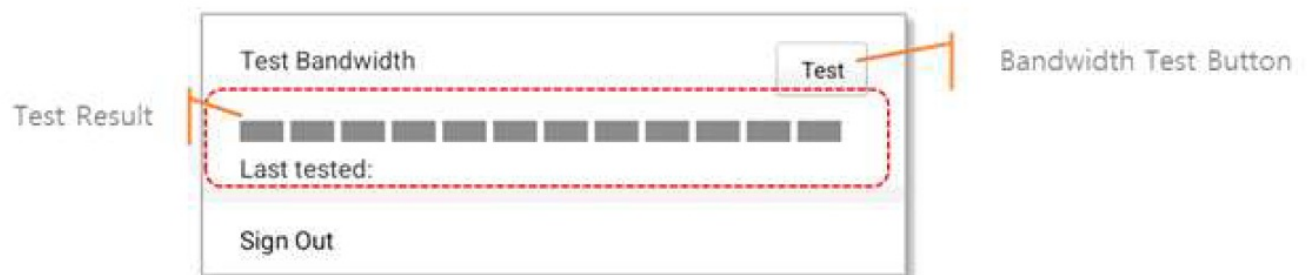 Test Bandwidth
Test
Bandwidth Test Button
Test Result
Last tested:
Sign Out